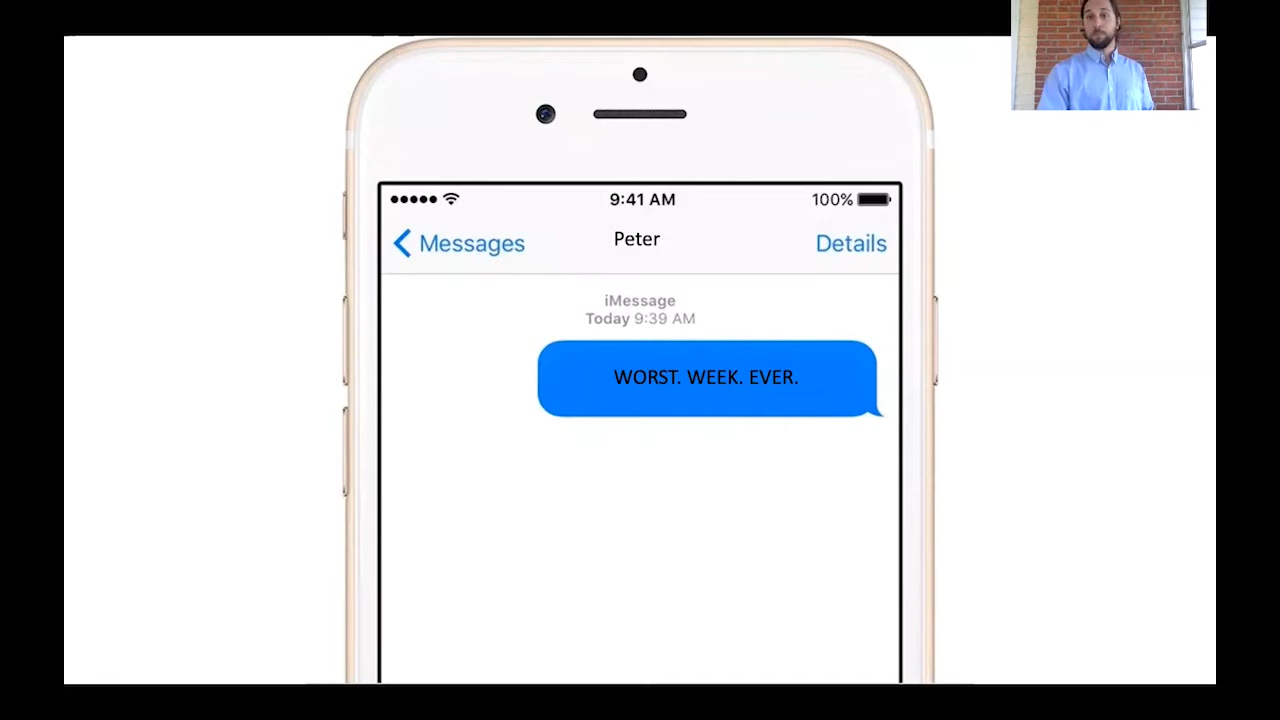 9:41 AM 100%
Messages Peter Details
iMessage
Today 9:39 AM
WORST. WEEK. EVER.